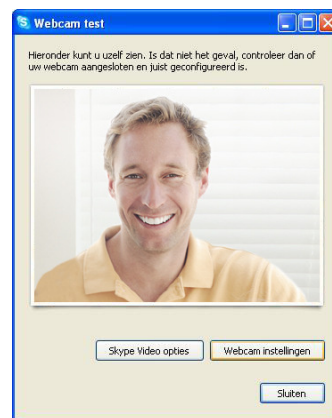 Webcam test
Hieronder kunt u uzelf zien. Is dat niet het geval, controleer dan of
uw webcam aangesloten en juist geconfigureerd is.
Skype Video opties
Webcam instellingen
Sluiten